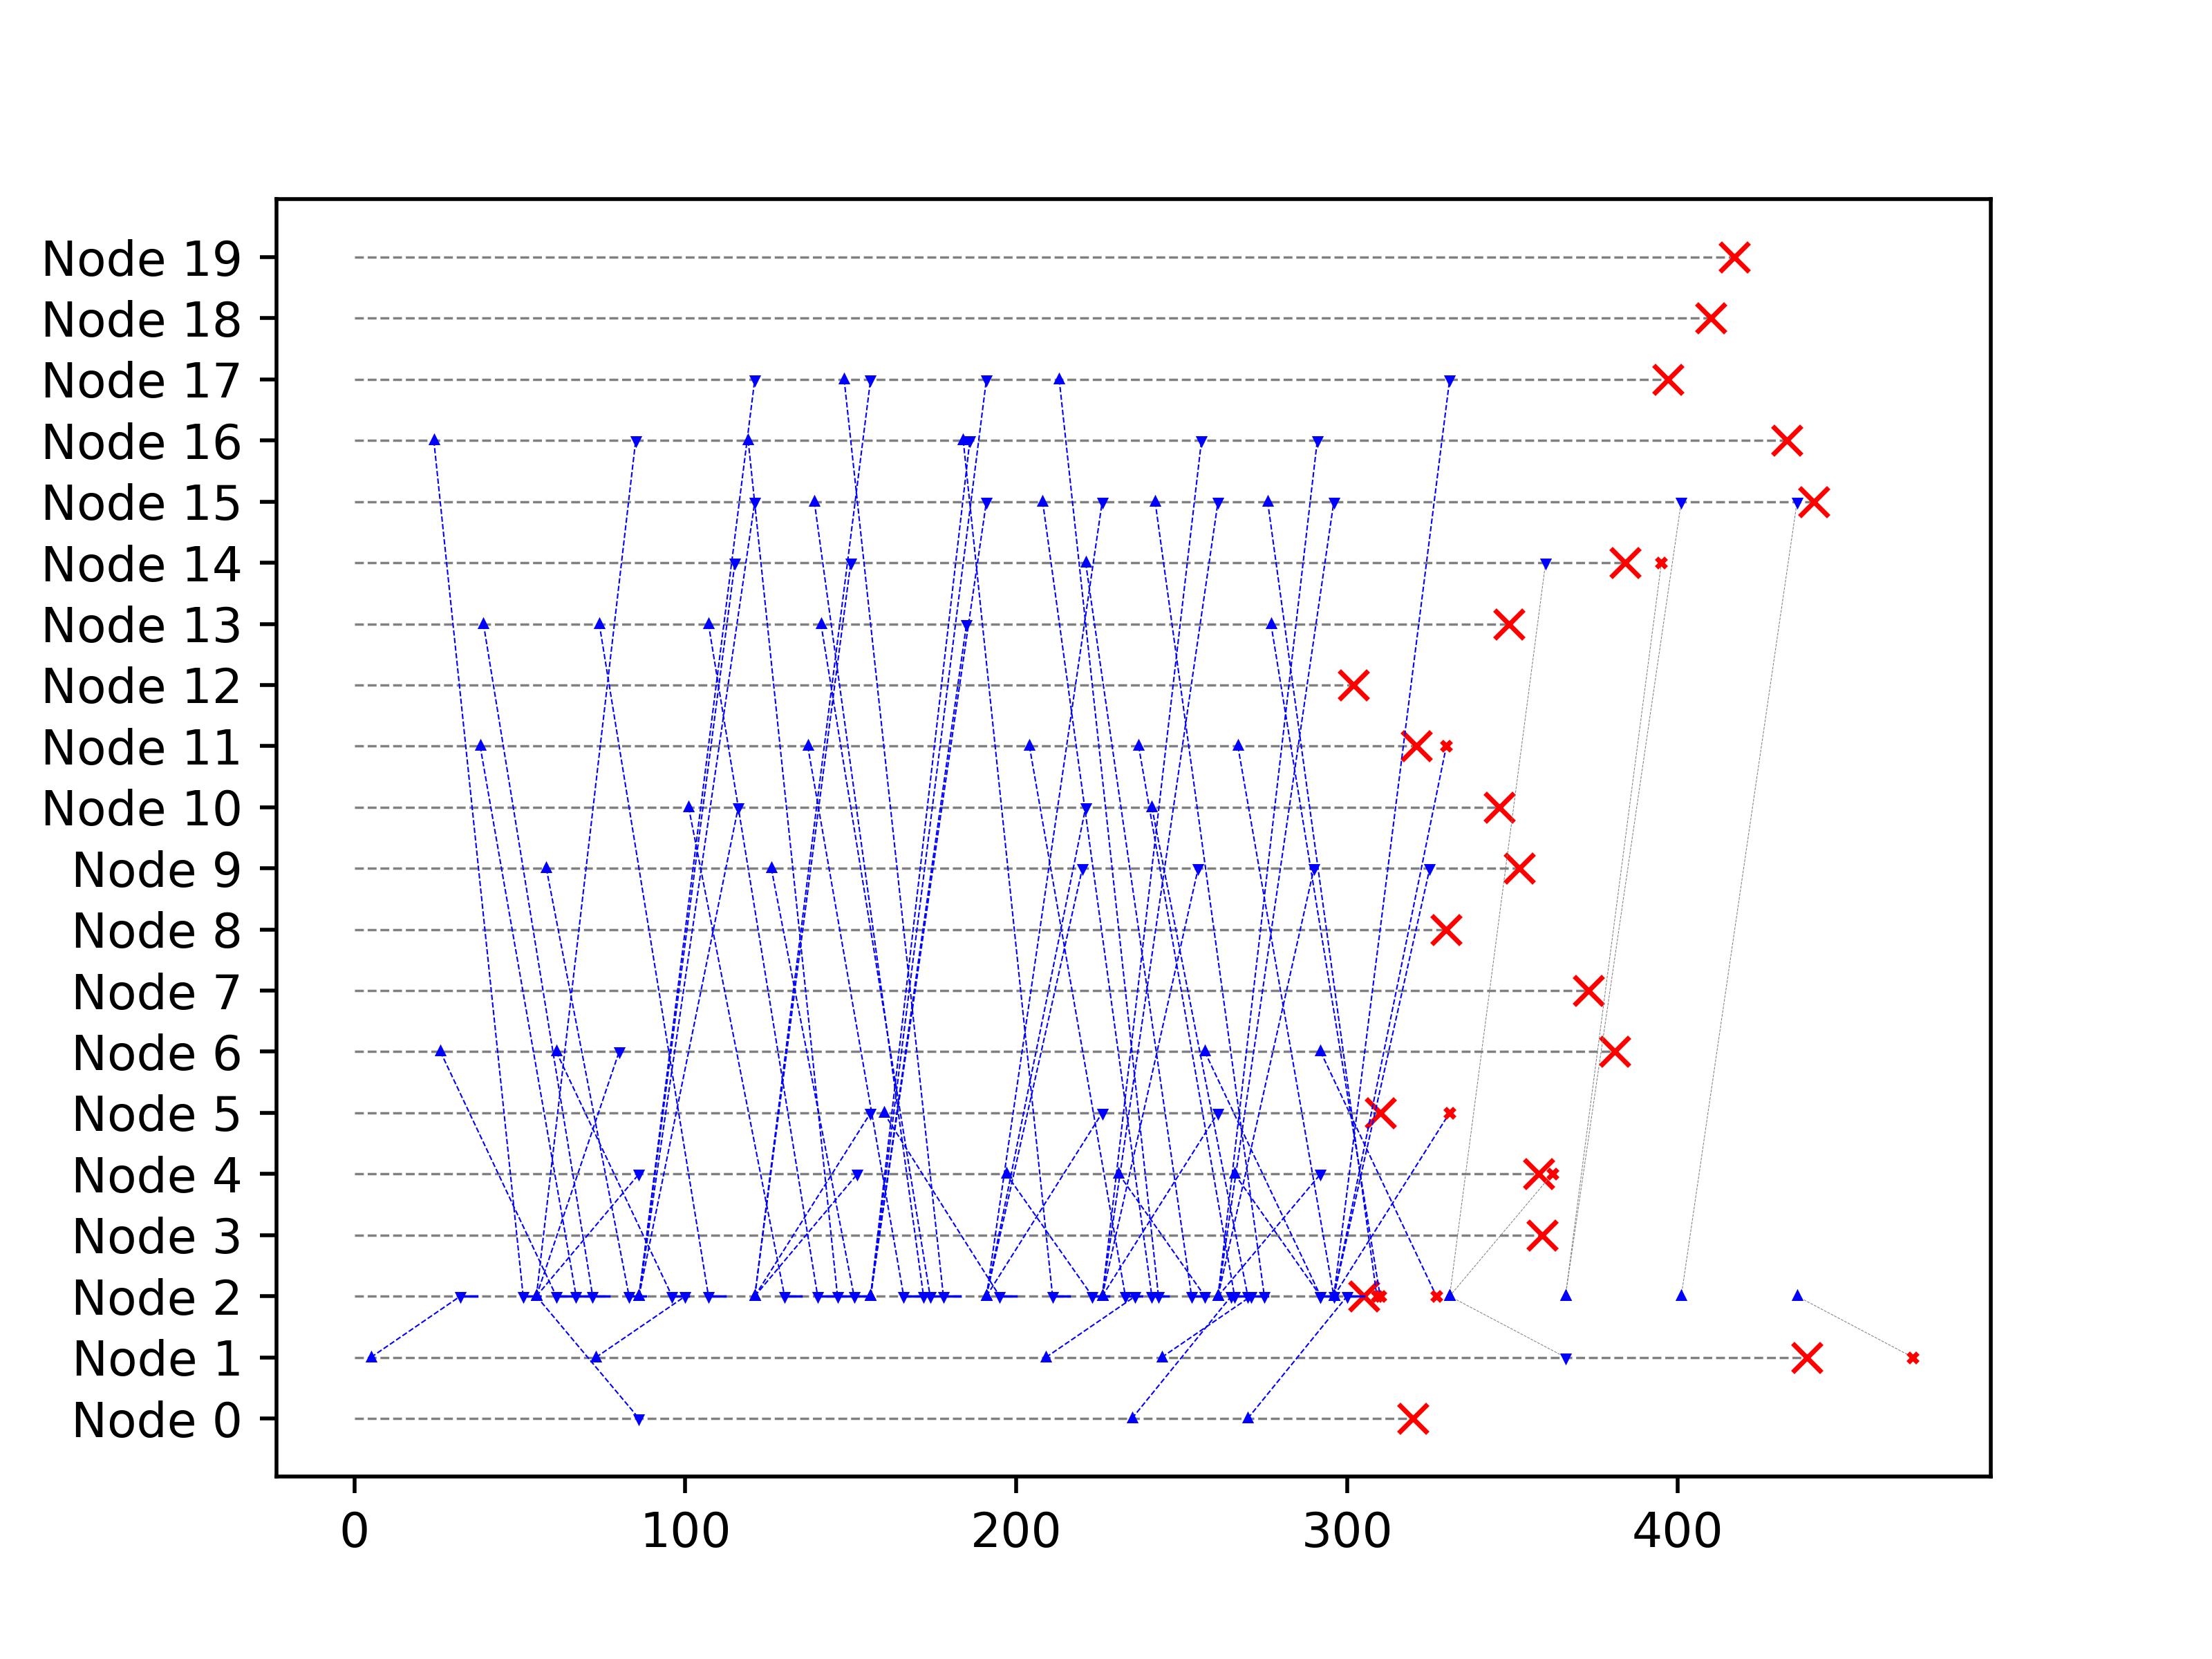 Node 19
Node 18
Node 17
Node 16
Node 15
Node 14
Node 13
Node 12
Node 11
Node 10
Node 9
Node 8
Node 7
Node 6
Node 5
Node 4
Node 3
Node 2
Node 1
Node 0
0 100 200 300 400